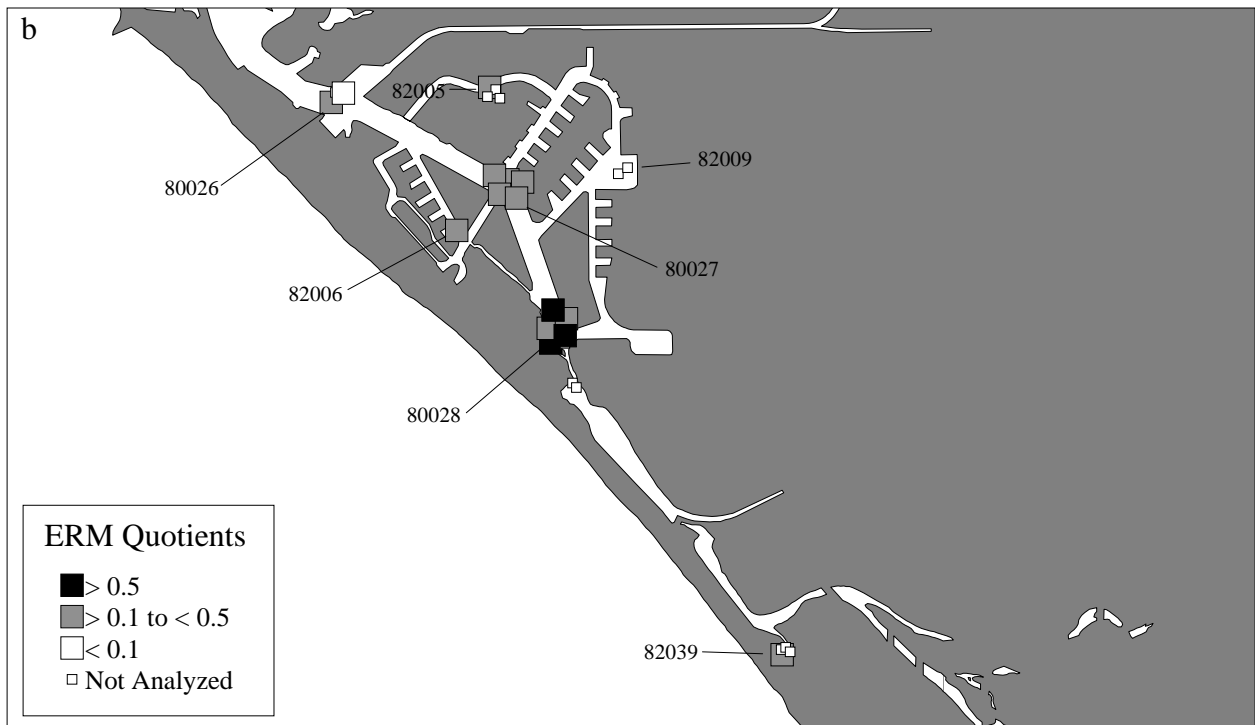 b
82005
82009
80026
80027
82006
80028
ERM Quotients
> 0.5
> 0.1 to < 0.5
< 0.1
Not Analyzed
82039